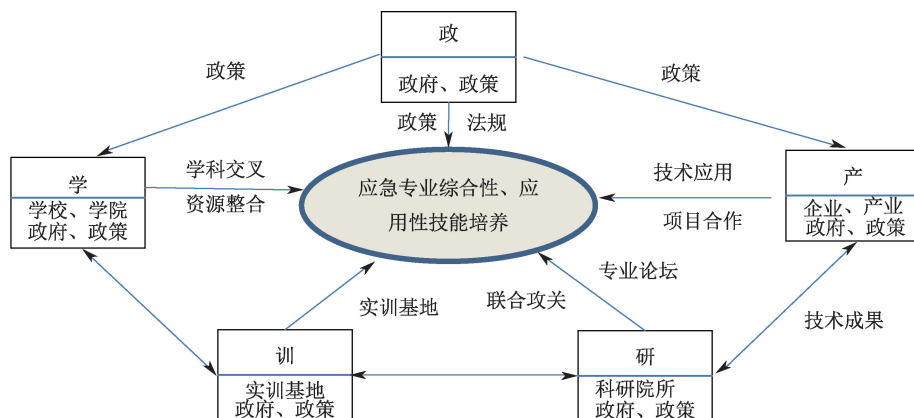 政
政府、政策
政策
政策
政策
法规
学
学校、学院
政府、政策
学科交叉
资源整合
应急专业综合性、应
用性技能培养
技术应用
项目合作
产
企业、产业
政府、政策
实训基地
联合攻关
专业论坛
技术成果
训
实训基地
政府、政策
研
科研院所
政府、政策